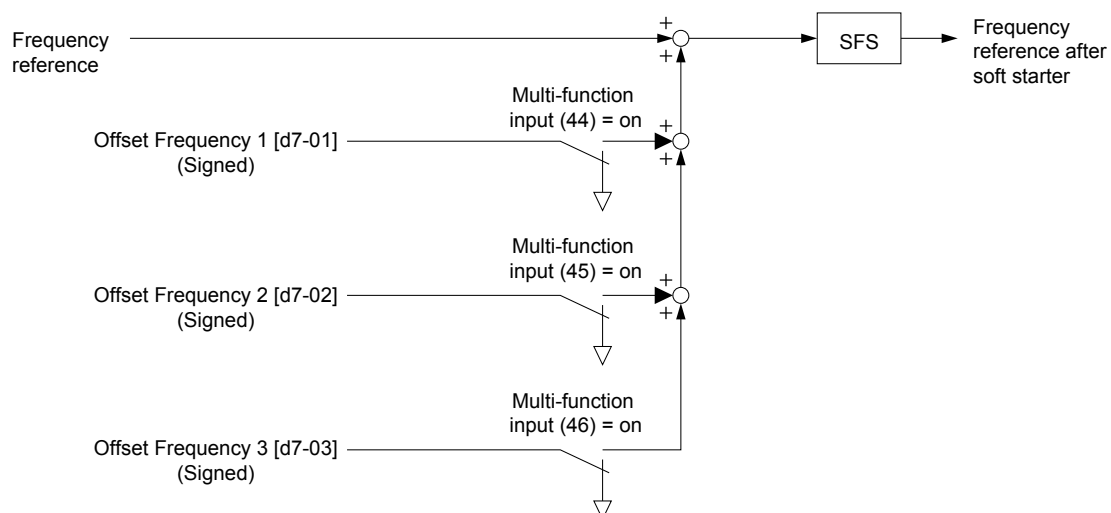 Frequency
reference
+
+
SFS
Frequency
reference after
soft starter
Multi-function
input (44) = on
Offset Frequency 1 [d7-01]
(Signed)
+
+
Multi-function
input (45) = on
Offset Frequency 2 [d7-02]
(Signed)
+
+
Multi-function
input (46) = on
Offset Frequency 3 [d7-03]
(Signed)